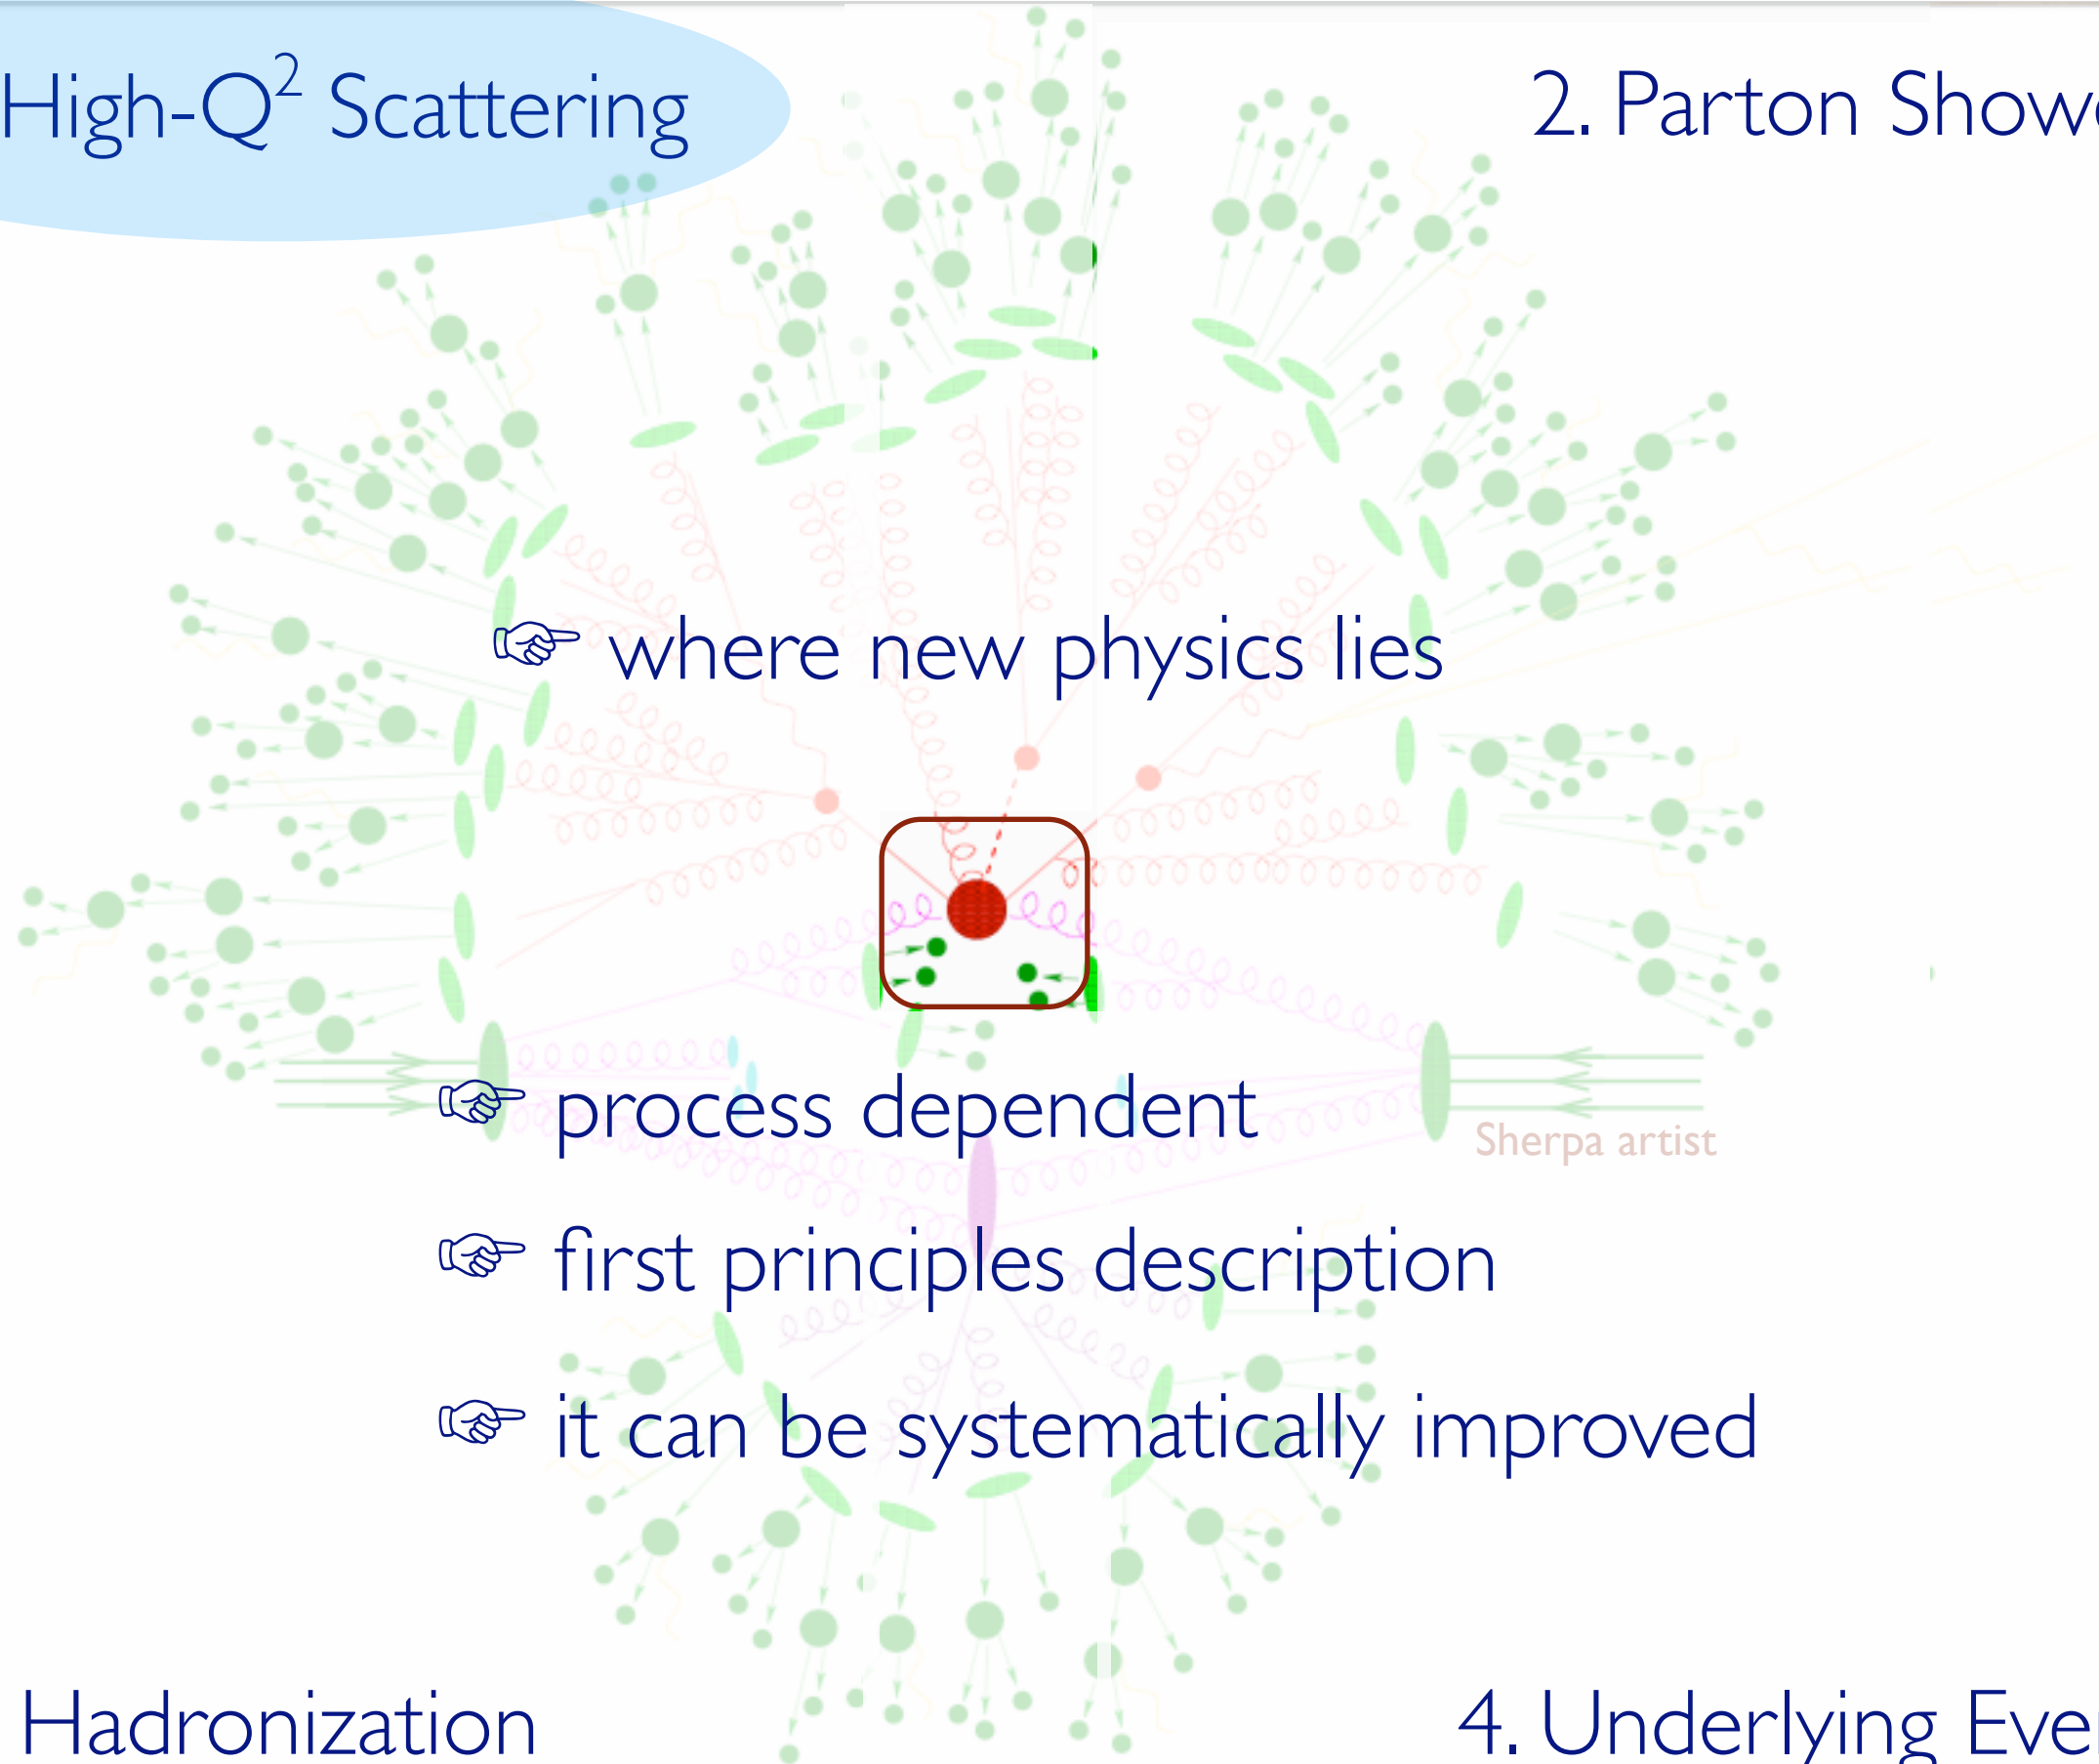 High-Q² Scattering
2. Parton Showe
☞ where new physics lies
☞ process dependent
Sherpa artist
☞ first principles description
☞ it can be systematically improved
Hadronization
4. Underlying Eve